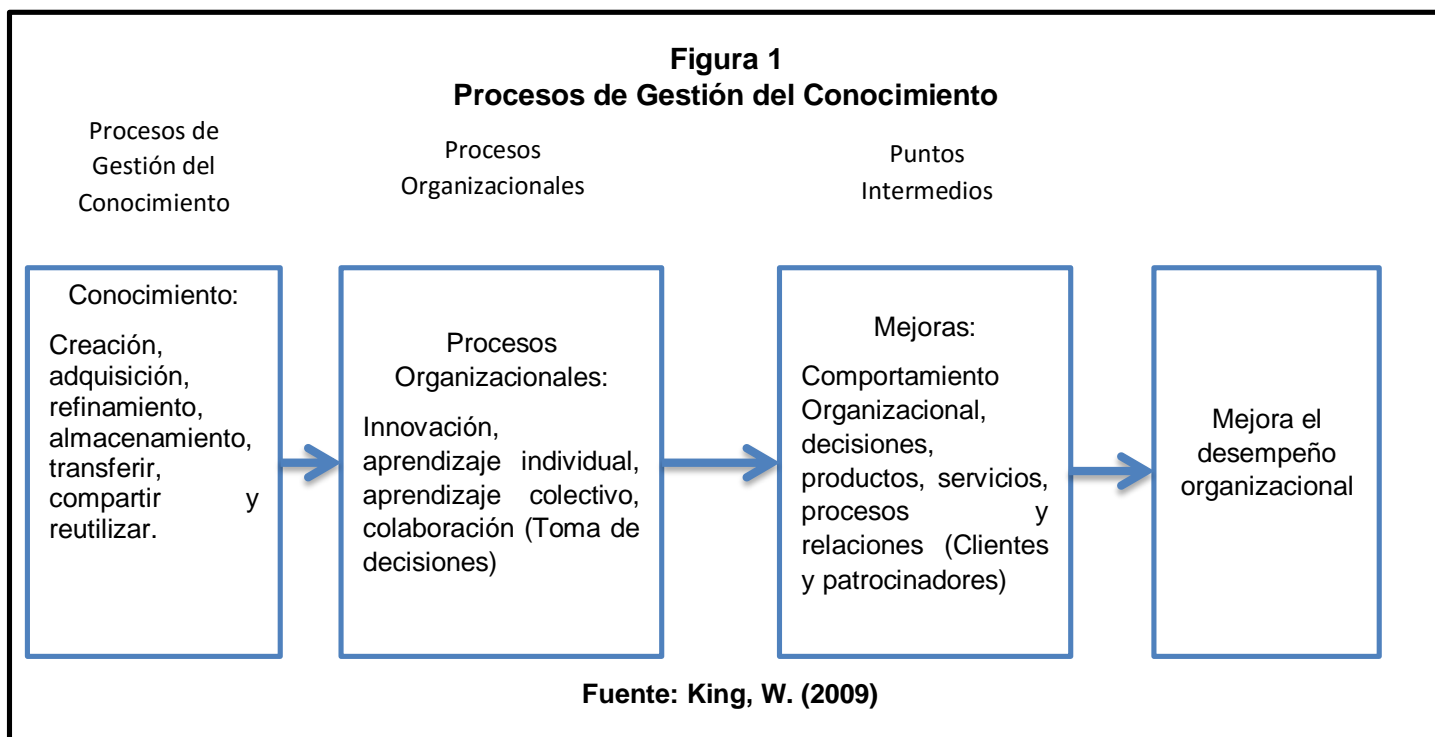 Figura 1
Procesos de Gestión del Conocimiento
Procesos de
Gestión del
Conocimiento
Procesos
Organizacionales
Puntos
Intermedios
Conocimiento:
Creación,
adquisición,
refinamiento,
almacenamiento,
transferir,
compartir y
reutilizar.
Procesos
Organizacionales:
Innovación,
aprendizaje individual,
aprendizaje colectivo,
colaboración (Toma de
decisiones)
Mejoras:
Comportamiento
Organizacional,
decisiones,
productos, servicios,
procesos y
relaciones (Clientes
y patrocinadores)
Mejora el
desempeño
organizacional
Fuente: King, W. (2009)